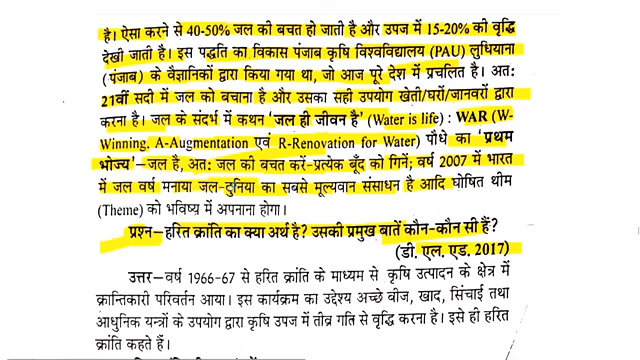 है। ऐसा करने से 40-50% जल की बचत हो जाती है और उपज में 15-20% की वृद्धि
देखी जाती है। इस पद्धति का विकास पंजाब कृषि विश्वविद्यालय (PAU) लुधियाना
(पंजाब) के वैज्ञानिकों द्वारा किया गया था, जो आज पूरे देश में प्रचलित है। अत:
21वीं सदी में जल को बचाना है और उसका सही उपयोग खेती/घरों/जानवरों द्वारा
करना है। जल के संदर्भ में कथन 'जल ही जीवन है' (Water is life) : WAR (W-
Winning, A-Augmentation एवं R-Renovation for Water) पौधे का 'प्रथम
भोज्य'–जल है, अत: जल की बचत करें-प्रत्येक बूँद को गिनें; वर्ष 2007 में भारत
में जल वर्ष मनाया जल-दुनिया का सबसे मूल्यवान संसाधन है आदि घोषित थीम
(Theme) को भविष्य में अपनाना होगा।
प्रश्न–हरित क्रांति का क्या अर्थ है? उसकी प्रमुख बातें कौन-कौन सी हैं?
(डी. एल. एड. 2017)
उत्तर–वर्ष 1966-67 से हरित क्रांति के माध्यम से कृषि उत्पादन के क्षेत्र में
क्रान्तिकारी परिवर्तन आया। इस कार्यक्रम का उद्देश्य अच्छे बीज, खाद, सिंचाई तथा
आधुनिक यन्त्रों के उपयोग द्वारा कृषि उपज में तीव्र गति से वृद्धि करना है। इसे ही हरित
क्रांति कहते हैं।